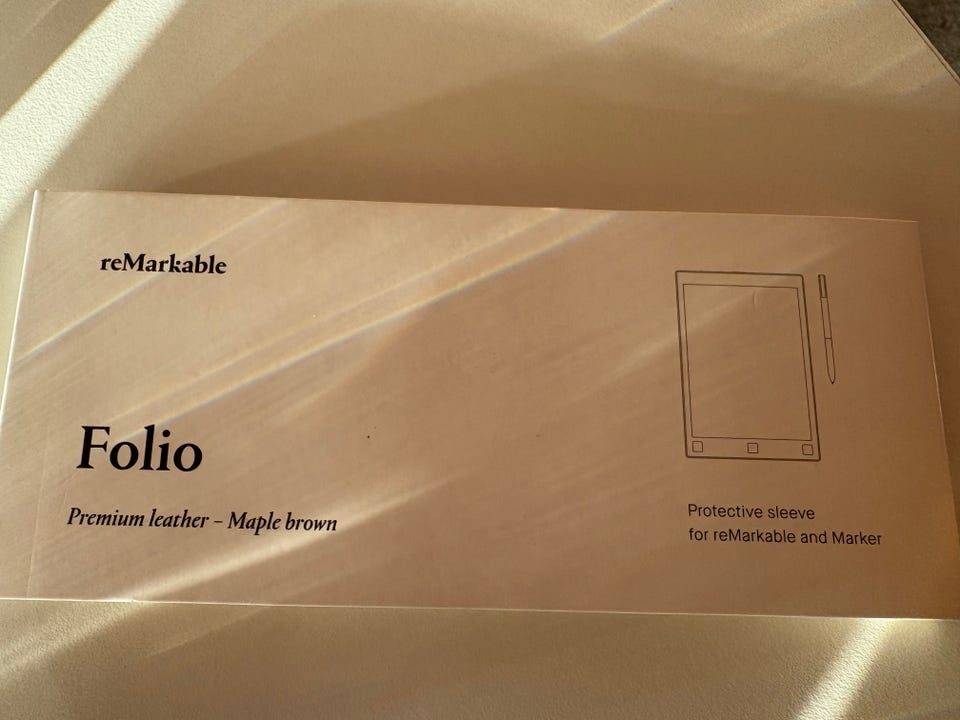 reMarkable
Folio
Premium leather – Maple brown
Protective sleeve
for reMarkable and Marker